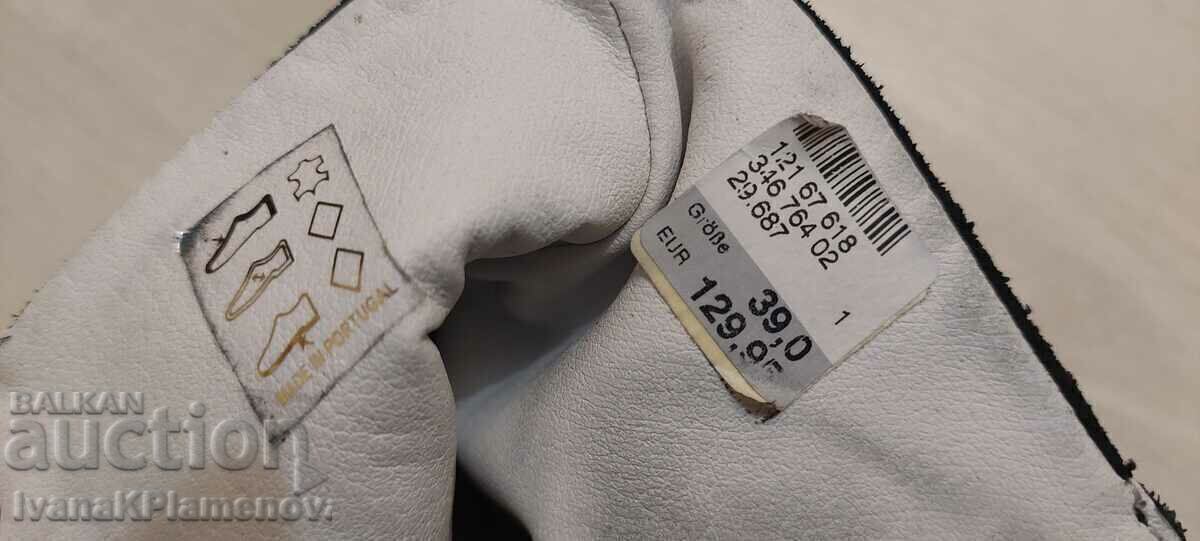 MADE IN PORTUGAL
121 67 618
346 764 02
29.687
1
Größe 39,0
EUR 129,95
BALKAN
auction
IvanaKPlamenov